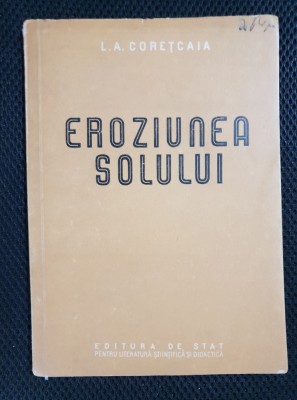 L.A. COREȚCAIA
EROZIUNEA
SOLULUI
EDITURA DE STAT
PENTRU LITERATURĂ ȘTIINȚIFICĂ ȘI DIDACTICĂ